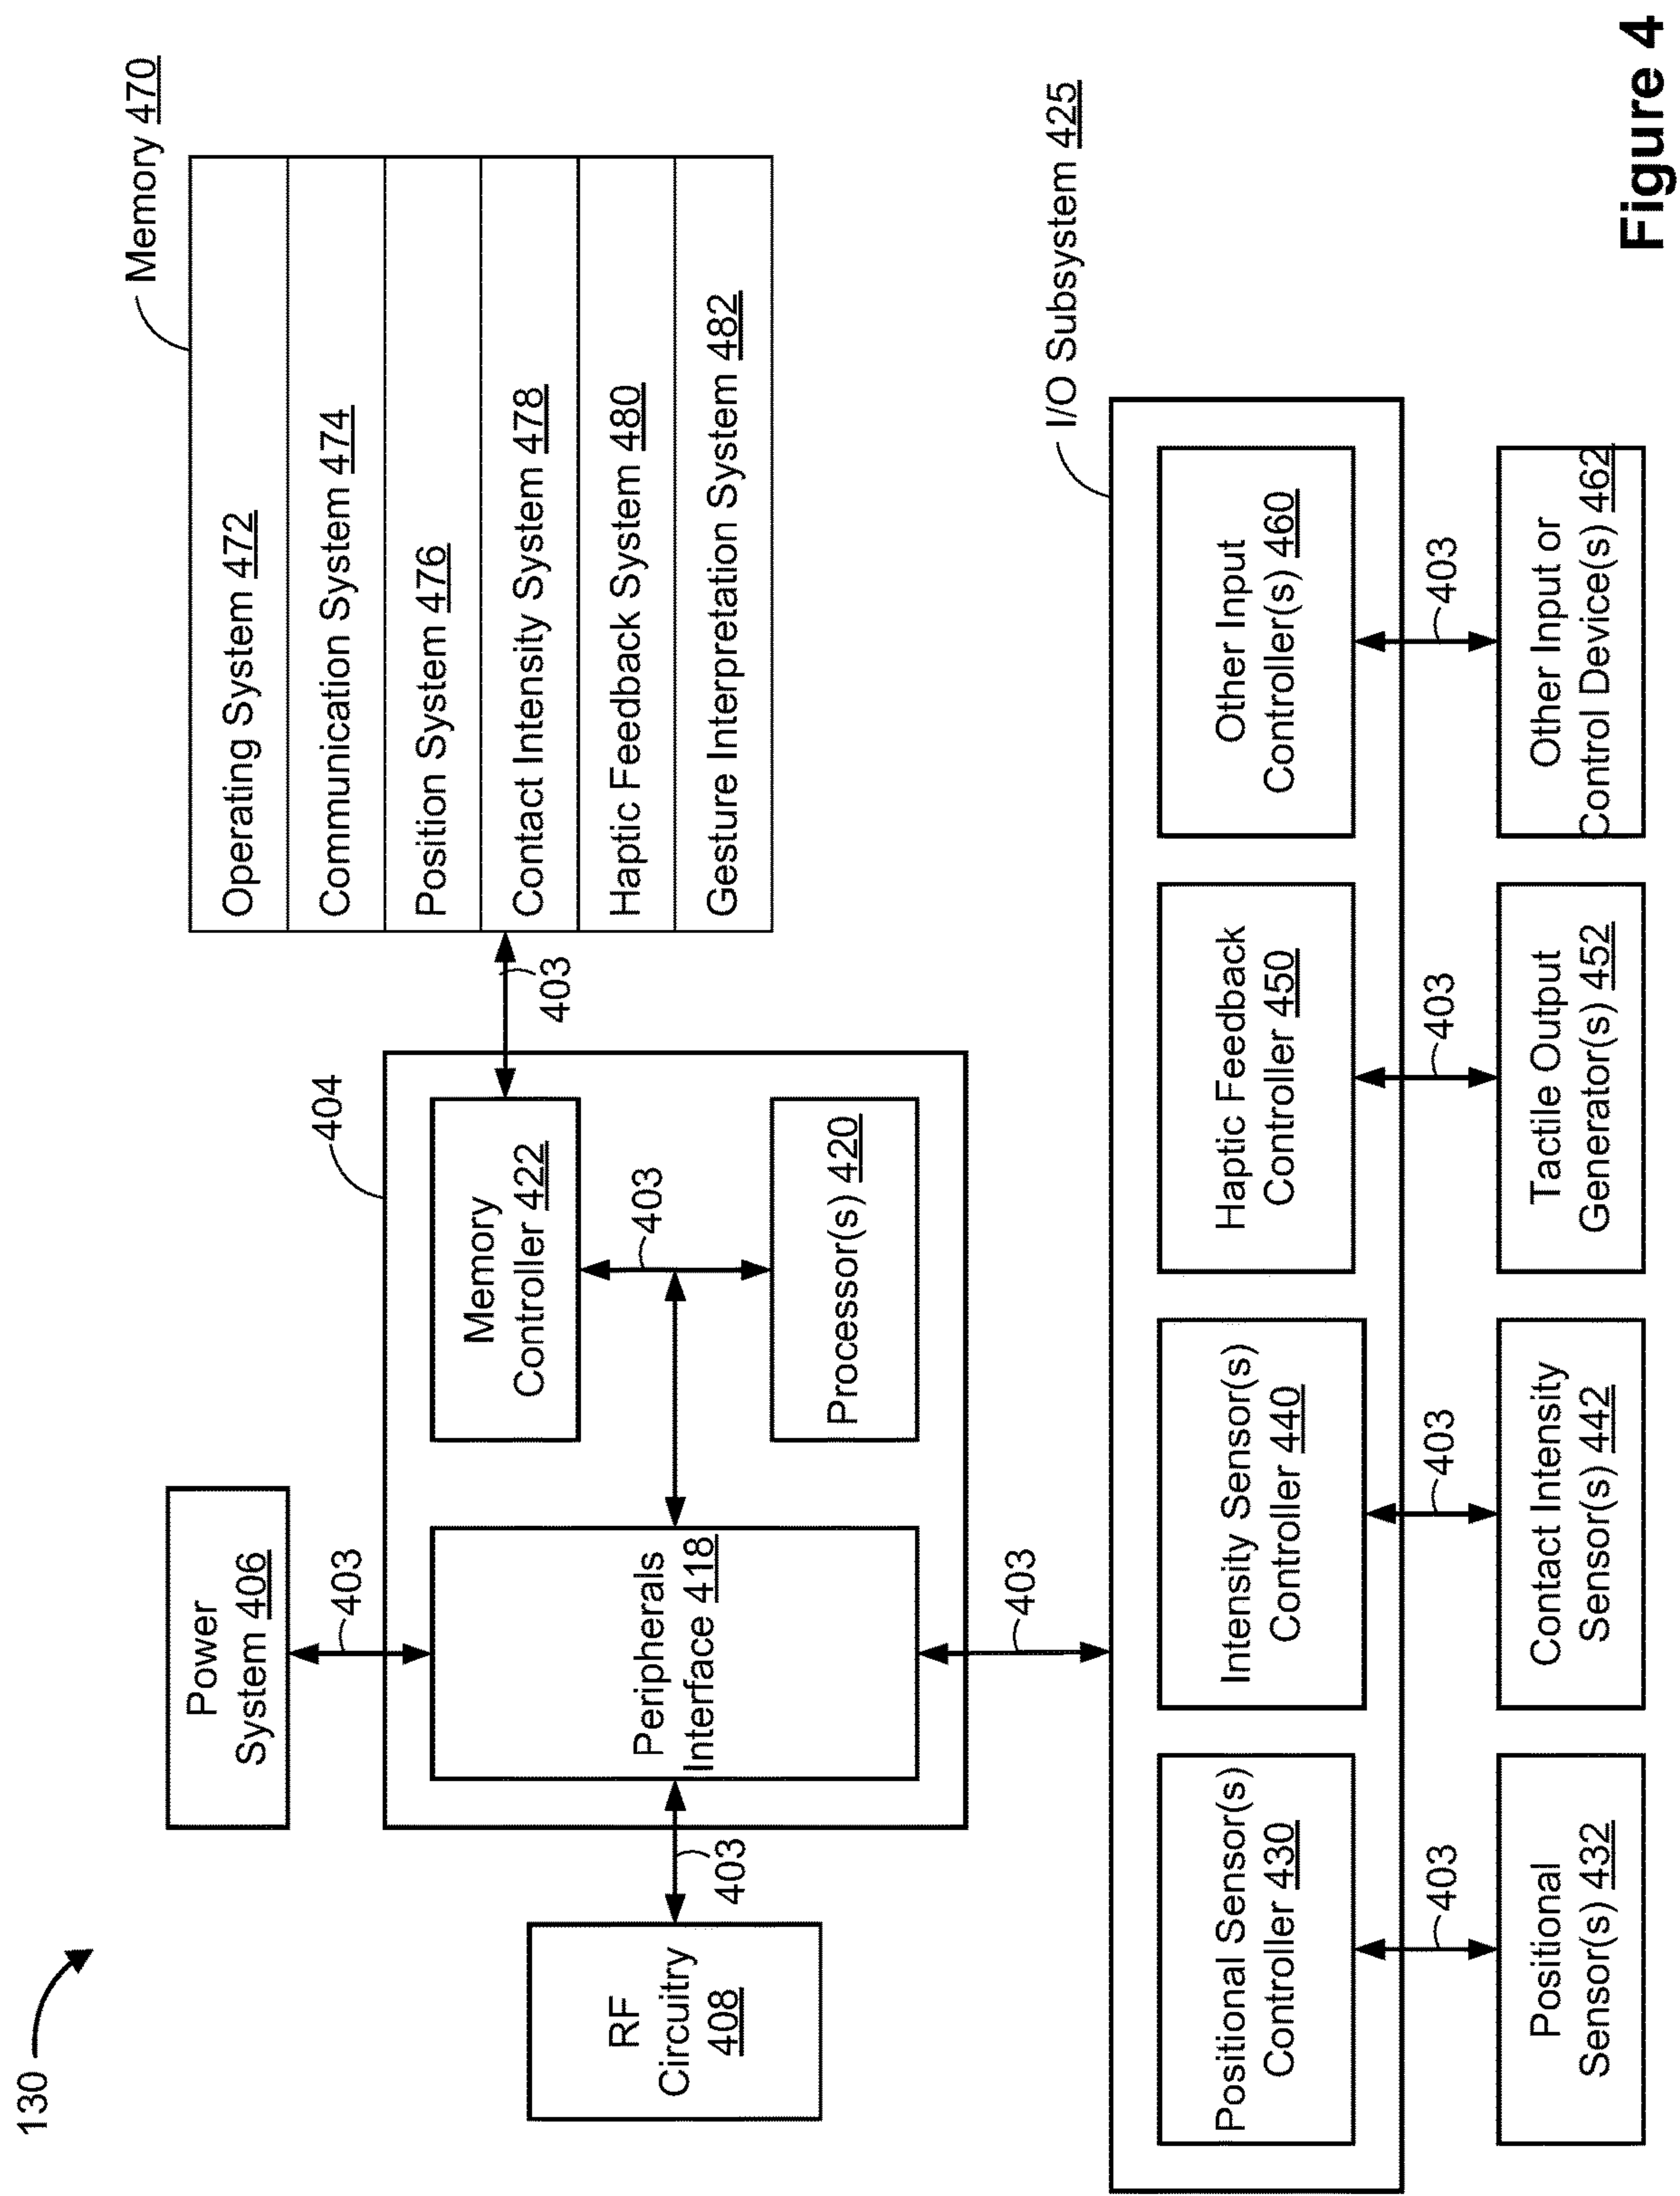 130
Memory 470
Operating System 472
Communication System 474
Position System 476
Contact Intensity System 478
Haptic Feedback System 480
Gesture Interpretation System 482
403
404
Power
System 406
403
Memory
Controller 422
403
Processor(s) 420
Peripherals
Interface 418
RF
Circuitry
408
403
403
I/O Subsystem 425
Positional Sensor(s)
Controller 430
Intensity Sensor(s)
Controller 440
Haptic Feedback
Controller 450
Other Input
Controller(s) 460
403
403
403
403
Positional
Sensor(s) 432
Contact Intensity
Sensor(s) 442
Tactile Output
Generator(s) 452
Other Input or
Control Device(s) 462
Figure 4